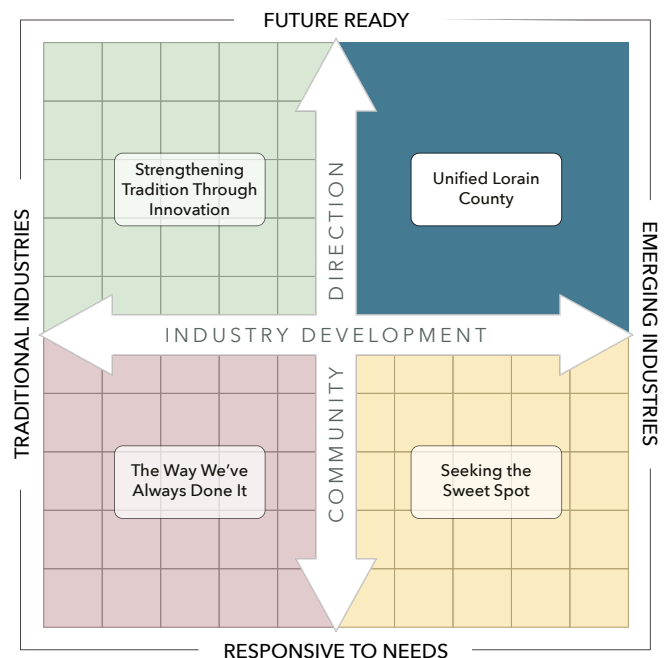 FUTURE READY
Strengthening
Tradition Through
Innovation
Unified Lorain
County
TRADITIONAL INDUSTRIES
EMERGING INDUSTRIES
INDUSTRY DEVELOPMENT
COMMUNITY DIRECTION
The Way We’ve
Always Done It
Seeking the
Sweet Spot
RESPONSIVE TO NEEDS